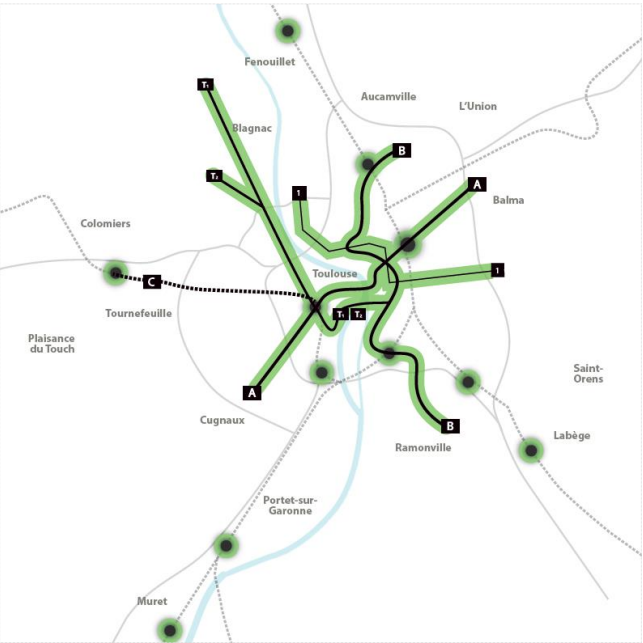 Fenouillet
T1
Aucamville
L'Union
Blagnac
B
T2
A
1
Balma
Colomiers
Toulouse
1
C
Tournefeuille
T1 T2
Plaisance
du Touch
Saint-
Orens
A
Cugnaux
B
Labège
Ramonville
Portet-sur-
Garonne
Muret